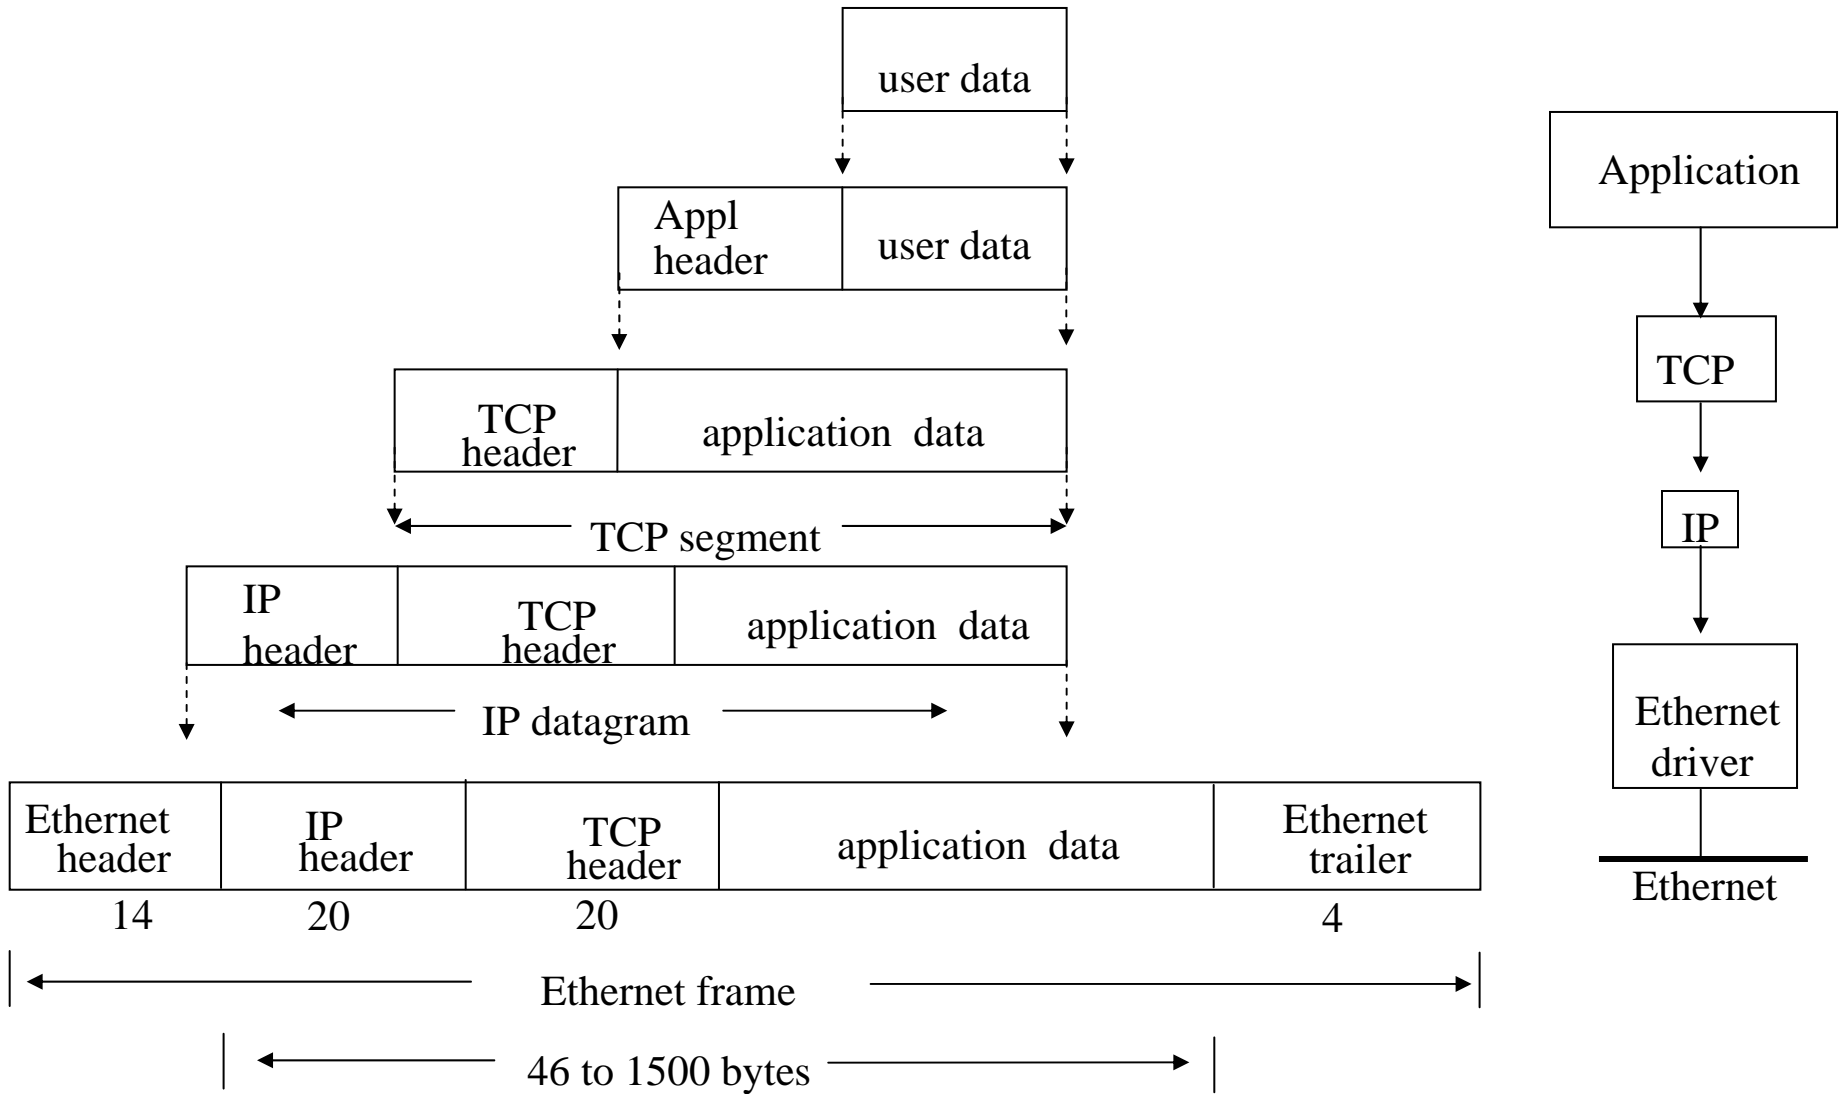 user data
Appl
header
user data
TCP
header
application data
TCP segment
IP
header
TCP
header
application data
IP datagram
Ethernet
header
IP
header
TCP
header
application data
Ethernet
trailer
14
20
20
4
Ethernet frame
46 to 1500 bytes
Application
TCP
IP
Ethernet
driver
Ethernet